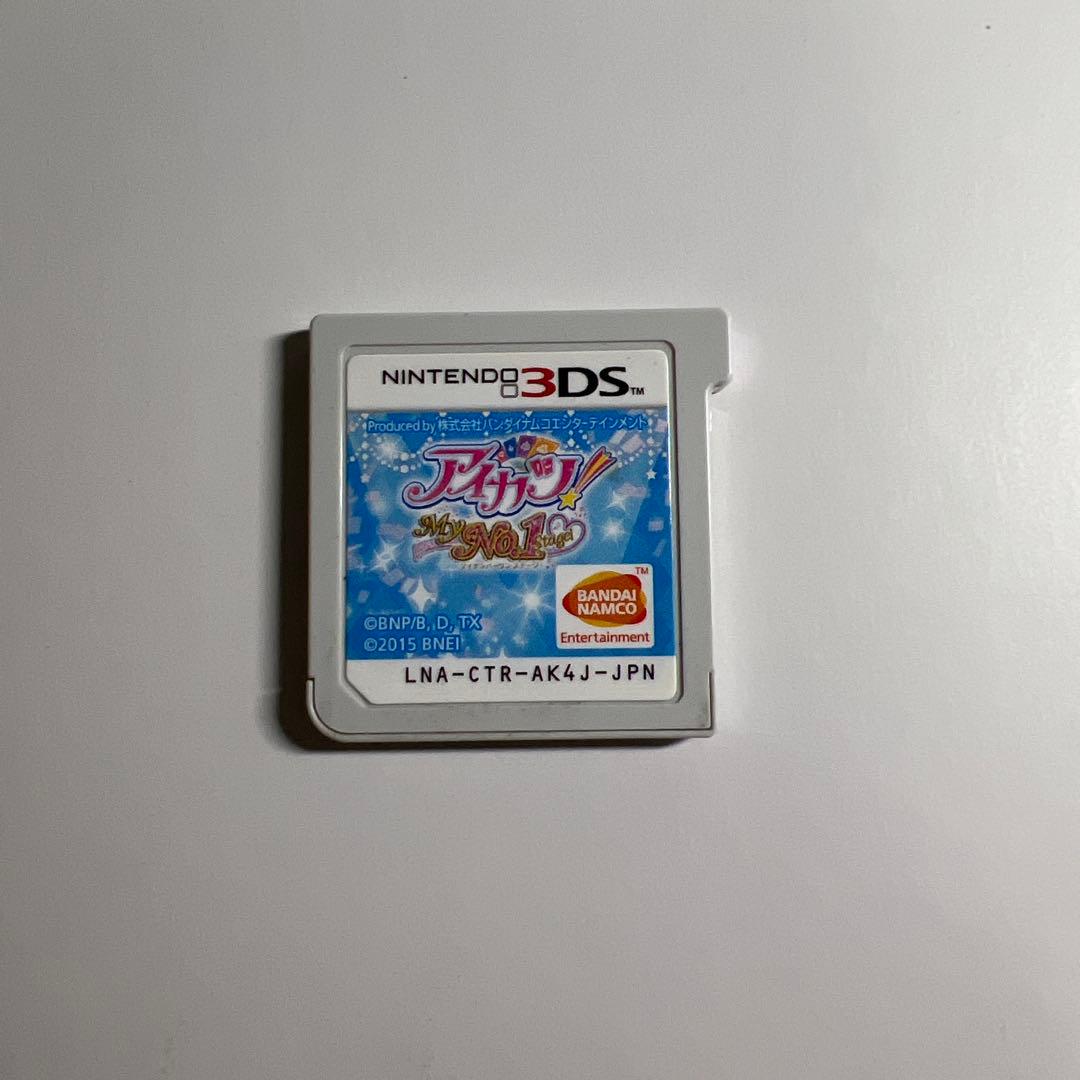 NINTENDO 3DS™
Produced by 株式会社バンダイナムコエンターテインメント
アイカツ!
My No.1 Stage!
BANDAI
NAMCO
TM
Entertainment
©BNP/B, D, TX
©2015 BNEI
LNA-CTR-AK4J-JPN